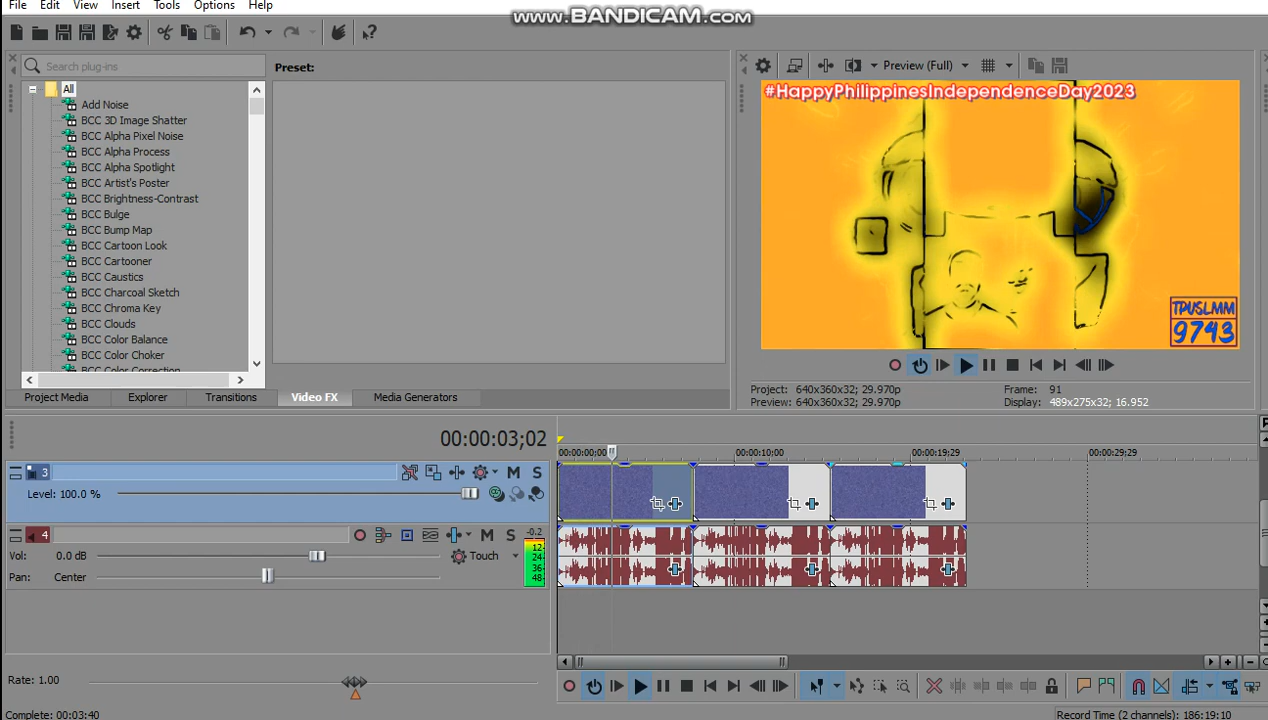 File Edit View Insert Tools Options Help
www.BANDICAM.com
Search plug-ins
Preset:
Preview (Full)
All
Add Noise
BCC 3D Image Shatter
BCC Alpha Pixel Noise
BCC Alpha Process
BCC Alpha Spotlight
BCC Artist's Poster
BCC Brightness-Contrast
BCC Bulge
BCC Bump Map
BCC Cartoon Look
BCC Cartooner
BCC Caustics
BCC Charcoal Sketch
BCC Chroma Key
BCC Clouds
BCC Color Balance
BCC Color Choker
BCC Color Correction
#HappyPhilippinesIndependenceDay2023
TPUSLMM
9743
Project Media Explorer Transitions Video FX Media Generators
Project: 640x360x32; 29.970p Frame: 91
Preview: 640x360x32; 29.970p Display: 489x275x32; 16.952
00:00:03;02
00:00:00;00 00:00:10;00 00:00:19;29 00:00:29;29
3 M S
Level: 100.0 %
4 M S
-0.2
12
24
36
48
Vol: 0.0 dB Touch
Pan: Center
Rate: 1.00
Complete: 00:03:40
Record Time (2 channels): 186:19:10